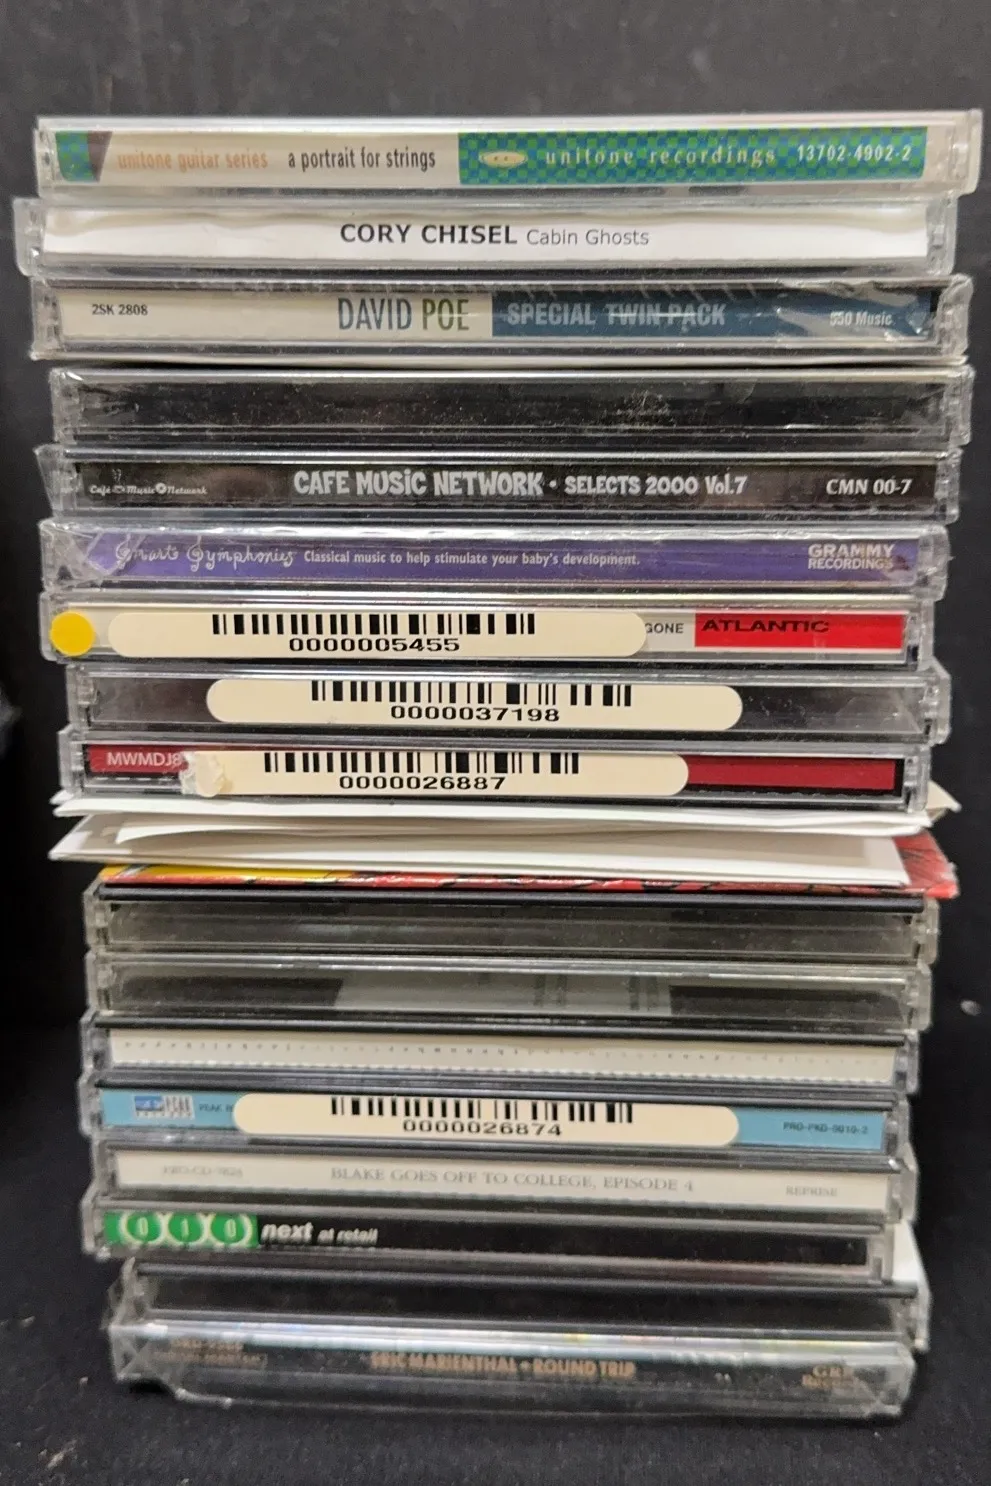 unitone guitar series a portrait for strings unitone recordings 13702-4902-2
CORY CHISEL Cabin Ghosts
2SK 2808 DAVID POE SPECIAL TWIN-PACK 550 Music
Cafe Music Network CAFE MUSIC NETWORK • SELECTS 2000 Vol.7 CMN 00-7
Smart Symphonies Classical music to help stimulate your baby's development. GRAMMY RECORDINGS
0000005455 GONE ATLANTIC
0000037198
MWMDJ8 0000026887
PEAK 0000026874 PRO-PKD-0010-2
BLAKE GOES OFF TO COLLEGE, EPISODE 4 REPRISE
next at retail
ERIC MARIENTHAL • ROUND TRIP GRP